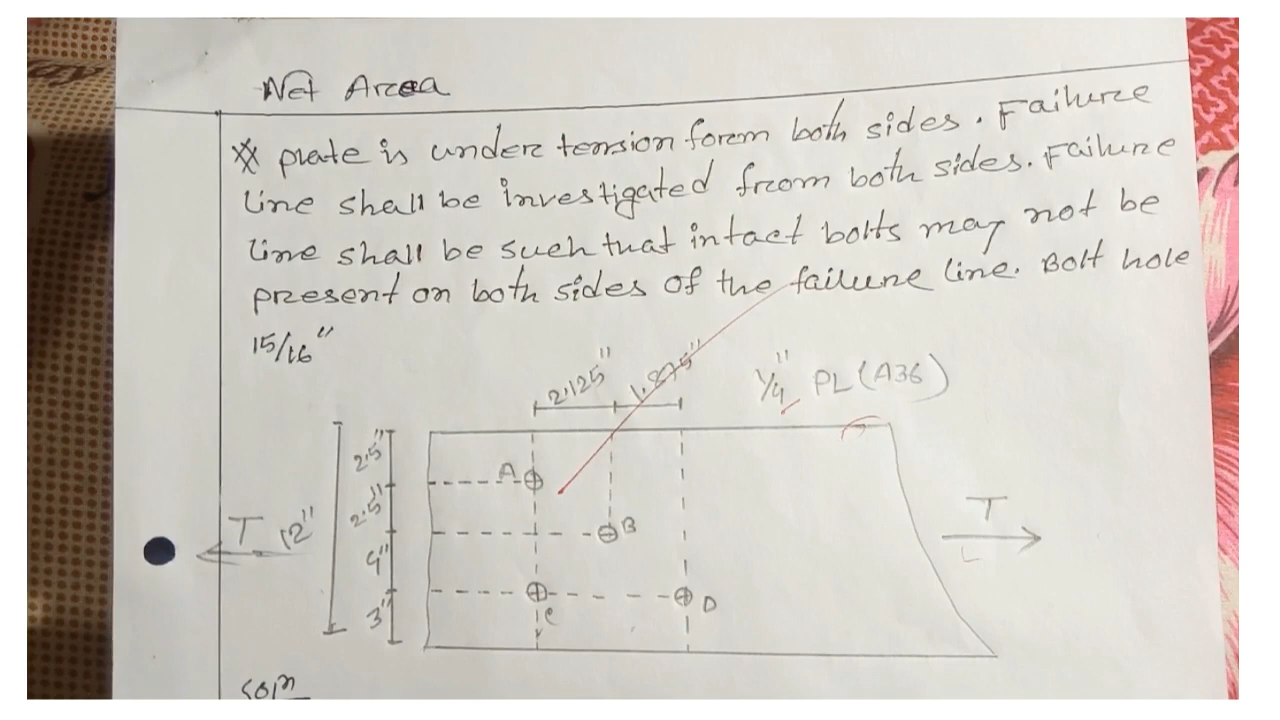 Net Area
** plate is under tension form both sides. Failure
line shall be investigated from both sides. Failure
line shall be such that intact bolts may not be
present on both sides of the failure line. Bolt hole
15/16"
2.125" 1.875" 1/4" PL (A36)
2.5"
A
2.5"
T 12" B T
4"
C D
3"
soln